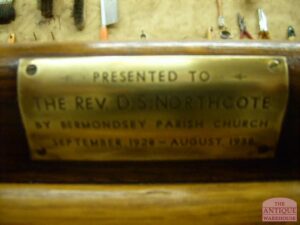 PRESENTED TO
THE REV. D.S. NORTHCOTE
BY BERMONDSEY PARISH CHURCH
SEPTEMBER 1928 - AUGUST 1938
THE
ANTIQUE
WAREHOUSE